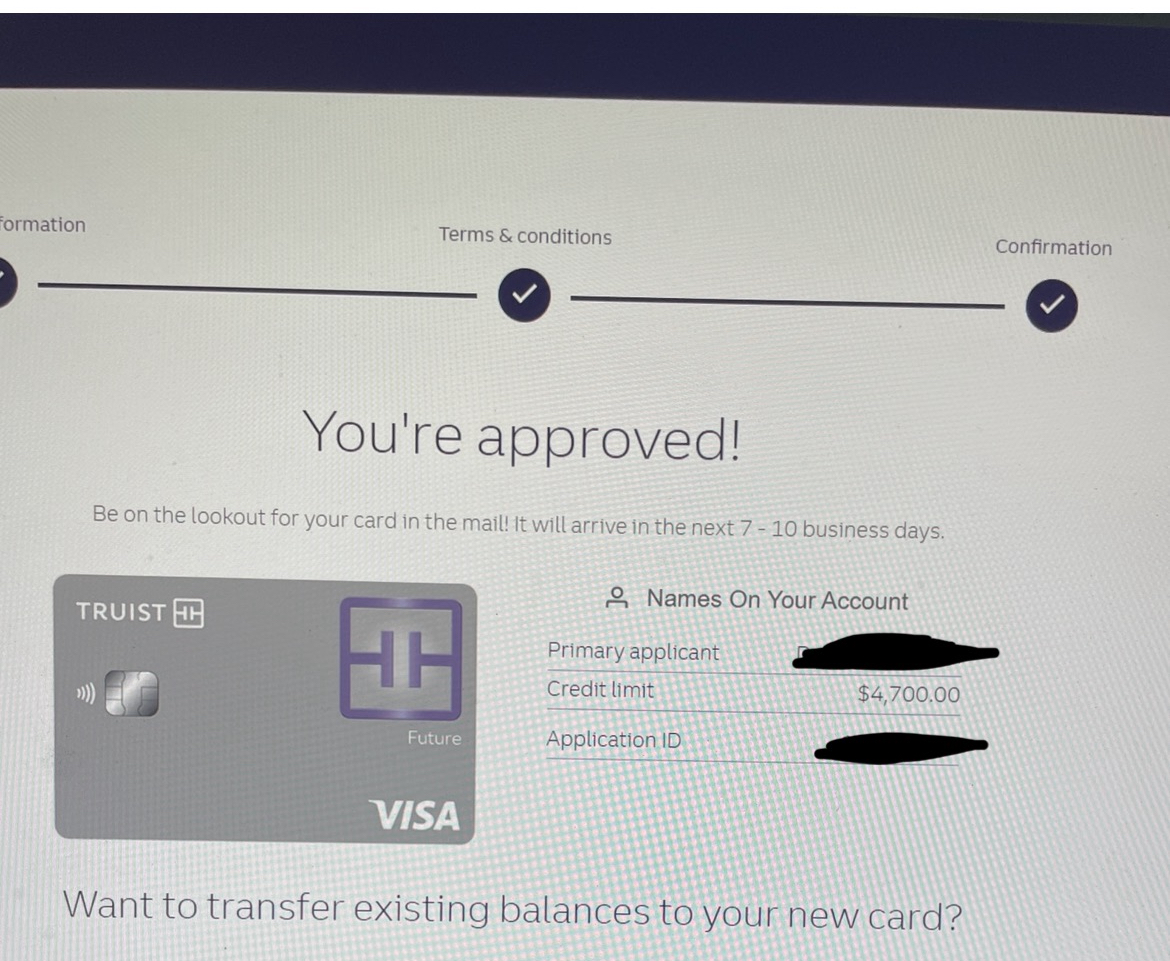 formation
Terms & conditions
Confirmation
You're approved!
Be on the lookout for your card in the mail! It will arrive in the next 7 - 10 business days.
TRUIST
Future
VISA
Names On Your Account
Primary applicant
Credit limit $4,700.00
Application ID
Want to transfer existing balances to your new card?